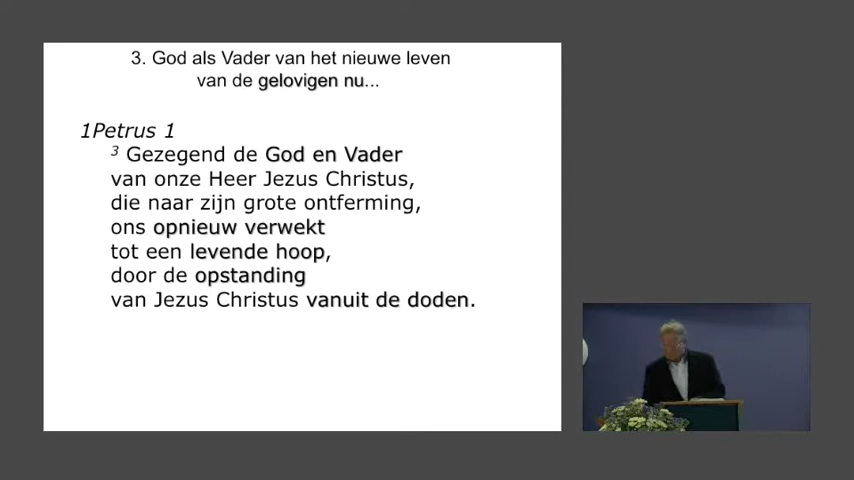 3. God als Vader van het nieuwe leven
van de gelovigen nu...
1Petrus 1
3 Gezegend de God en Vader
van onze Heer Jezus Christus,
die naar zijn grote ontferming,
ons opnieuw verwekt
tot een levende hoop,
door de opstanding
van Jezus Christus vanuit de doden.